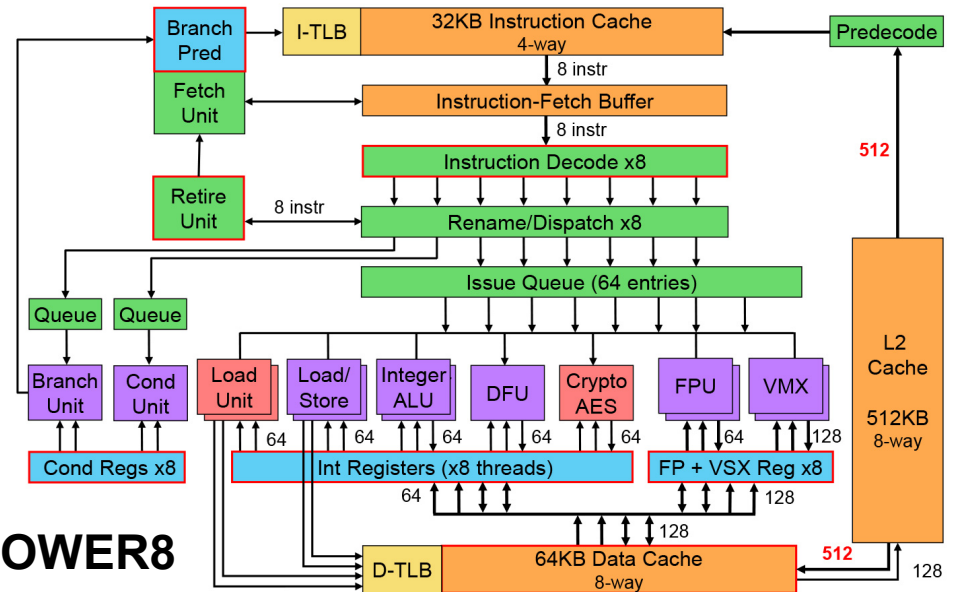 Branch
Pred
I-TLB
32KB Instruction Cache
4-way
Predecode
8 instr
Fetch
Unit
Instruction-Fetch Buffer
8 instr
512
Instruction Decode x8
Retire
Unit
8 instr
Rename/Dispatch x8
Issue Queue (64 entries)
Queue
Queue
L2
Cache
512KB
8-way
Branch
Unit
Cond
Unit
Load
Unit
Load/
Store
Integer
ALU
DFU
Crypto
AES
FPU
VMX
64
64
64
64
64
64
128
Cond Regs x8
Int Registers (x8 threads)
FP + VSX Reg x8
64
128
128
OWER8
D-TLB
64KB Data Cache
8-way
512
128